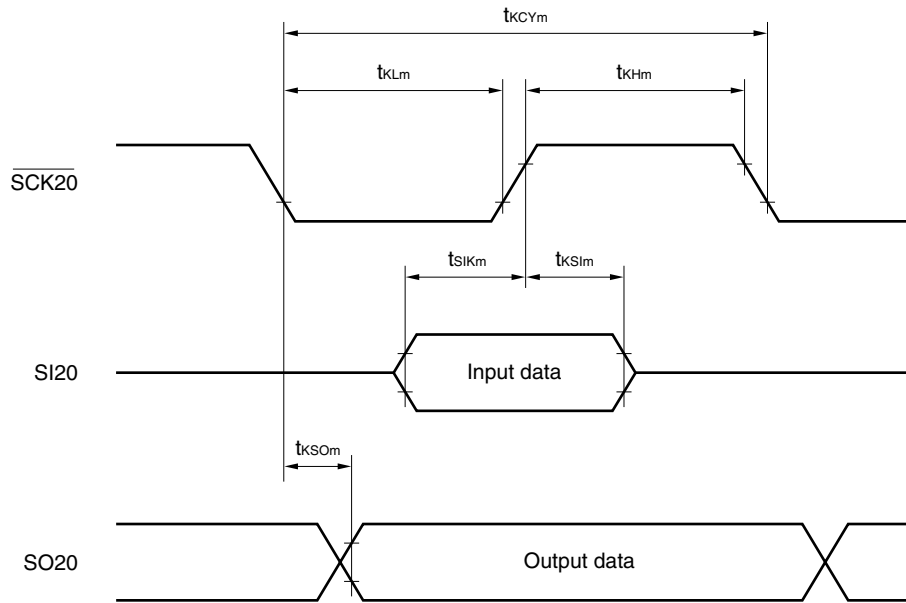 tKCYm
tKLm
tKHm
SCK20
tSIKm
tKSIm
SI20
Input data
tKSOm
SO20
Output data